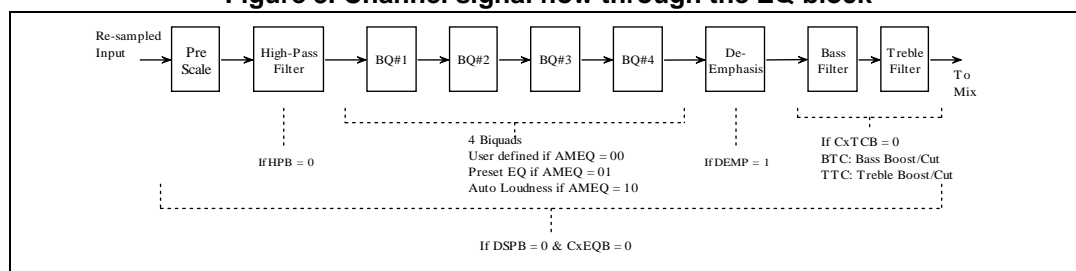 Figure 3. Channel signal flow through the EQ block
Re-sampled
Input
Pre
Scale
High-Pass
Filter
BQ#1
BQ#2
BQ#3
BQ#4
De-
Emphasis
Bass
Filter
Treble
Filter
To
Mix
If HPB = 0
4 Biquads
User defined if AMEQ = 00
Preset EQ if AMEQ = 01
Auto Loudness if AMEQ = 10
If DEMP = 1
If CxTCB = 0
BTC: Bass Boost/Cut
TTC: Treble Boost/Cut
If DSPB = 0 & CxEQB = 0